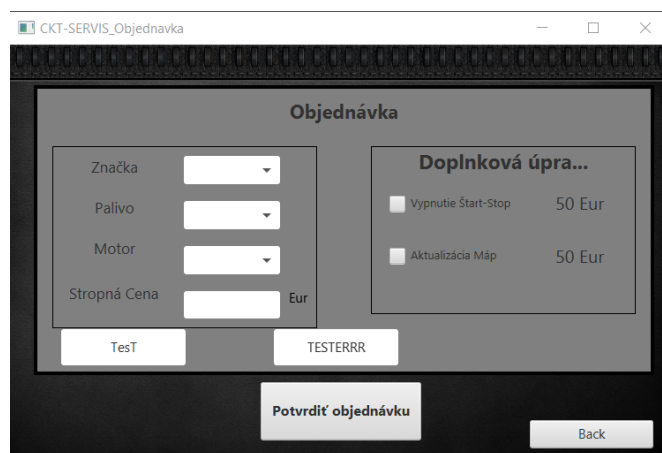 CKT-SERVIS_Objednavka
Objednávka
Značka
Palivo
Motor
Stropná Cena
Eur
Doplnková úpra...
Vypnutie Štart-Stop 50 Eur
Aktualizácia Máp 50 Eur
TesT
TESTERRR
Potvrdiť objednávku
Back